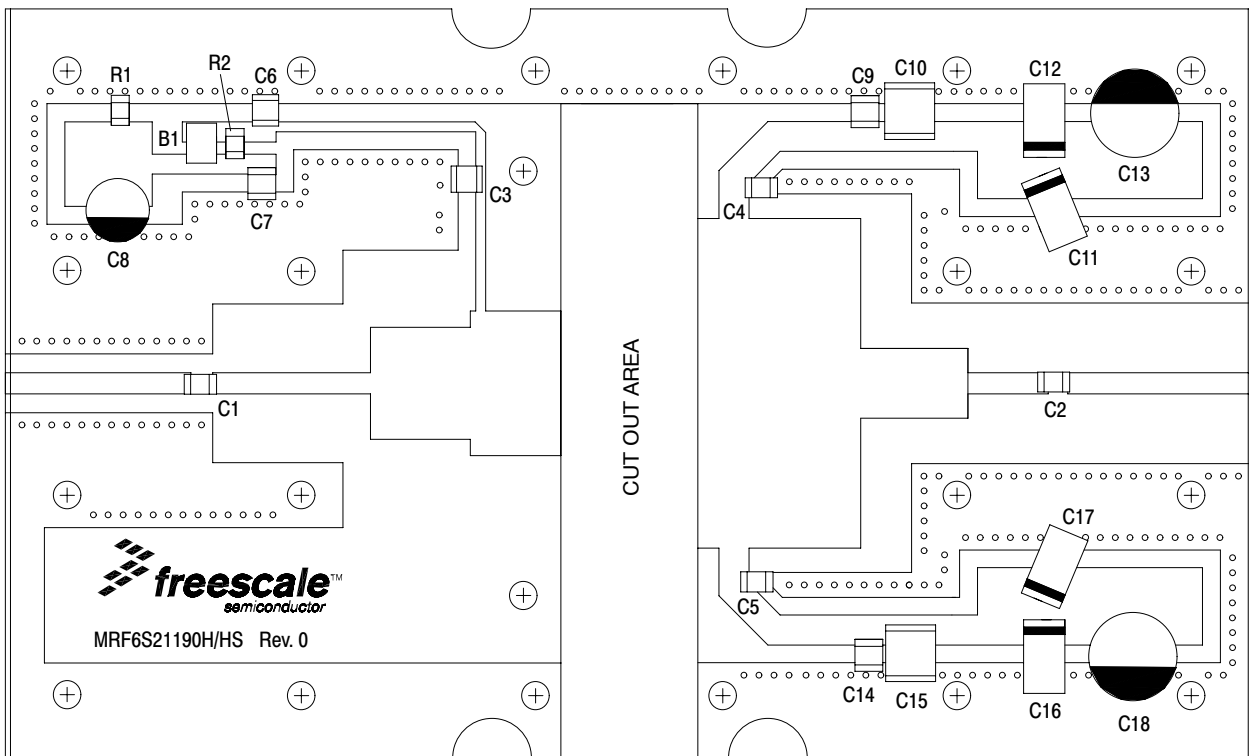 R1
R2
C6
B1
C3
C7
C8
C9
C10
C12
C13
C4
C11
C1
CUT OUT AREA
C2
C17
C5
freescale™
semiconductor
MRF6S21190H/HS Rev. 0
C14
C15
C16
C18